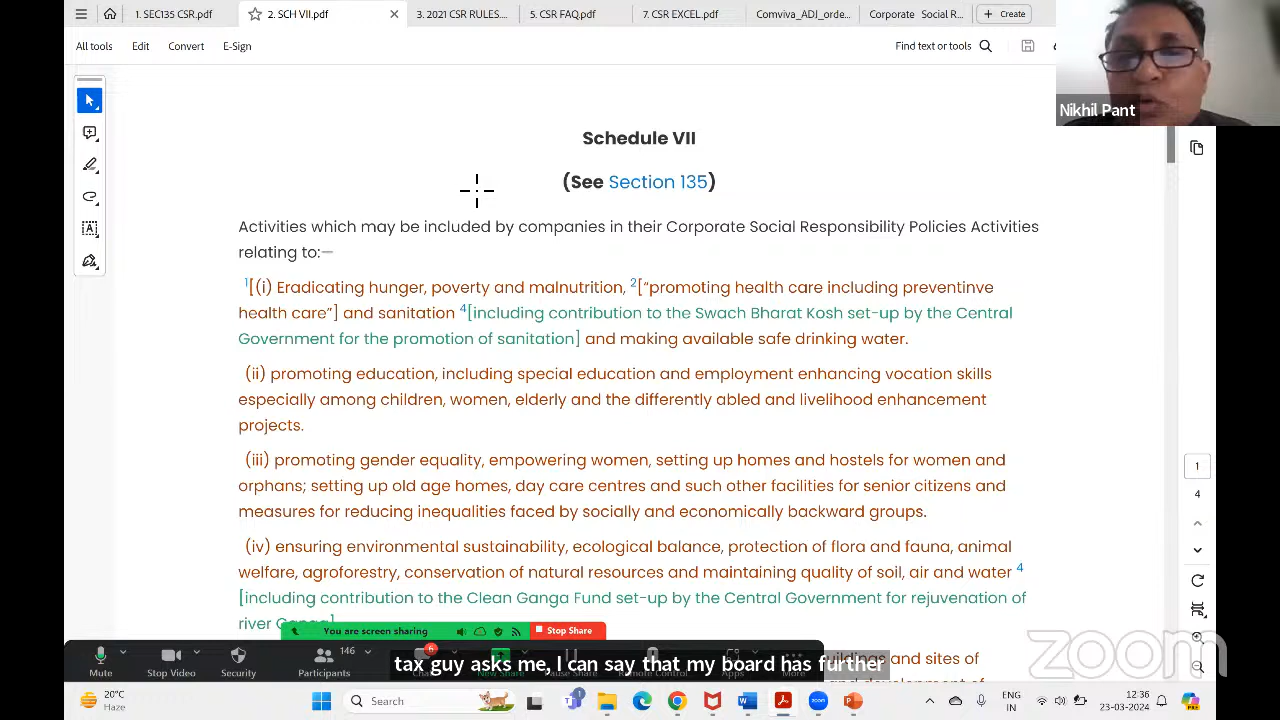 1. SEC135 CSR.pdf
2. SCH VII.pdf
3. 2021 CSR RULES...
5. CSR FAQ.pdf
7. CSR EXCEL.pdf
Comviva_ADJ_orde...
Corporate Social R...
Create
All tools Edit Convert E-Sign
Find text or tools
Nikhil Pant
Schedule VII
(See Section 135)
Activities which may be included by companies in their Corporate Social Responsibility Policies Activities
relating to:—
1[(i) Eradicating hunger, poverty and malnutrition, 2["promoting health care including preventinve
health care"] and sanitation 4[including contribution to the Swach Bharat Kosh set-up by the Central
Government for the promotion of sanitation] and making available safe drinking water.
(ii) promoting education, including special education and employment enhancing vocation skills
especially among children, women, elderly and the differently abled and livelihood enhancement
projects.
(iii) promoting gender equality, empowering women, setting up homes and hostels for women and
orphans; setting up old age homes, day care centres and such other facilities for senior citizens and
measures for reducing inequalities faced by socially and economically backward groups.
(iv) ensuring environmental sustainability, ecological balance, protection of flora and fauna, animal
welfare, agroforestry, conservation of natural resources and maintaining quality of soil, air and water 4
[including contribution to the Clean Ganga Fund set-up by the Central Government for rejuvenation of
river Ganga]
1
4
You are screen sharing
Stop Share
and sites of
zoom
146
6
tax guy asks me, I can say that my board has further
Mute Stop Video Security Participants
20°C
Haze
Search
1
ENG
IN
12:36
23-03-2024